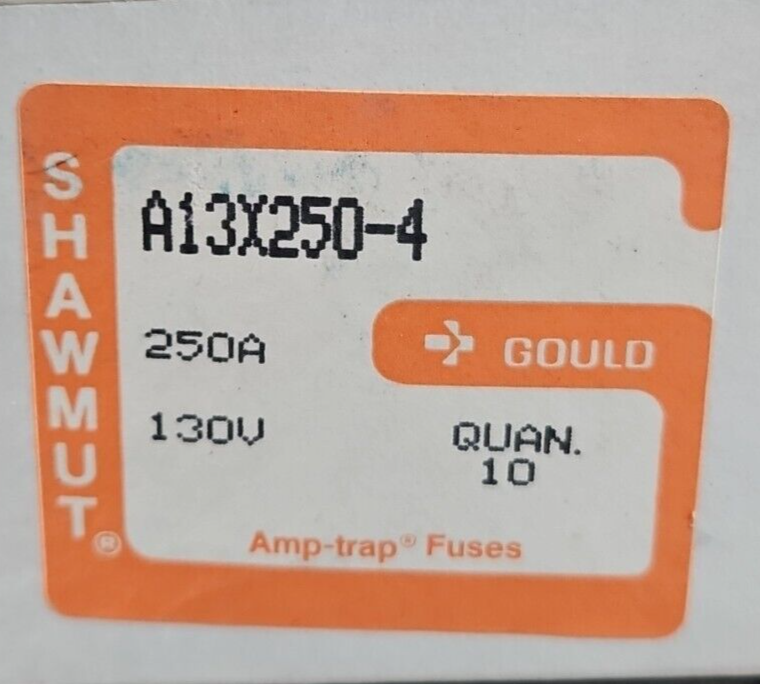 SHAWMUT®
A13X250-4
250A
GOULD
130V
QUAN.
10
Amp-trap® Fuses